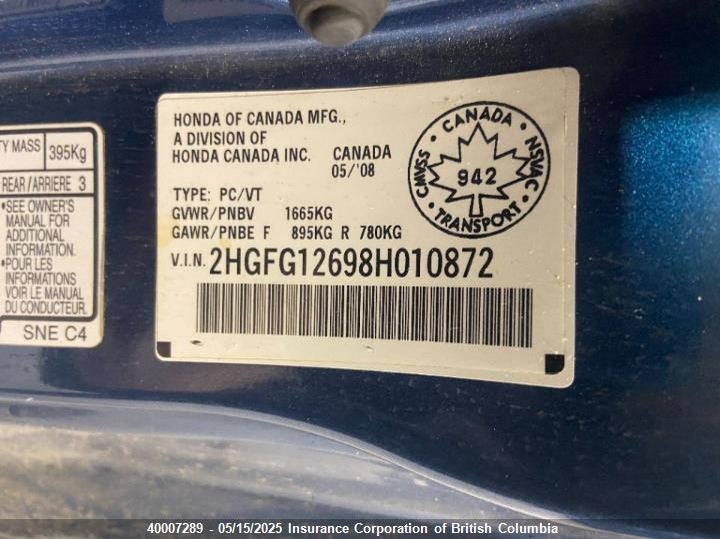 TY MASS 395Kg
REAR/ARRIERE 3
•SEE OWNER'S
MANUAL FOR
ADDITIONAL
INFORMATION.
•POUR LES
INFORMATIONS
VOIR LE MANUAL
DU CONDUCTEUR.
SNE C4
HONDA OF CANADA MFG.,
A DIVISION OF
HONDA CANADA INC. CANADA
05/'08
TYPE: PC/VT
GVWR/PNBV 1665KG
GAWR/PNBE F 895KG R 780KG
V.I.N. 2HGFG12698H010872
CANADA
CMVSS 942 NSVAC
TRANSPORT
40007289 - 05/15/2025 Insurance Corporation of British Columbia